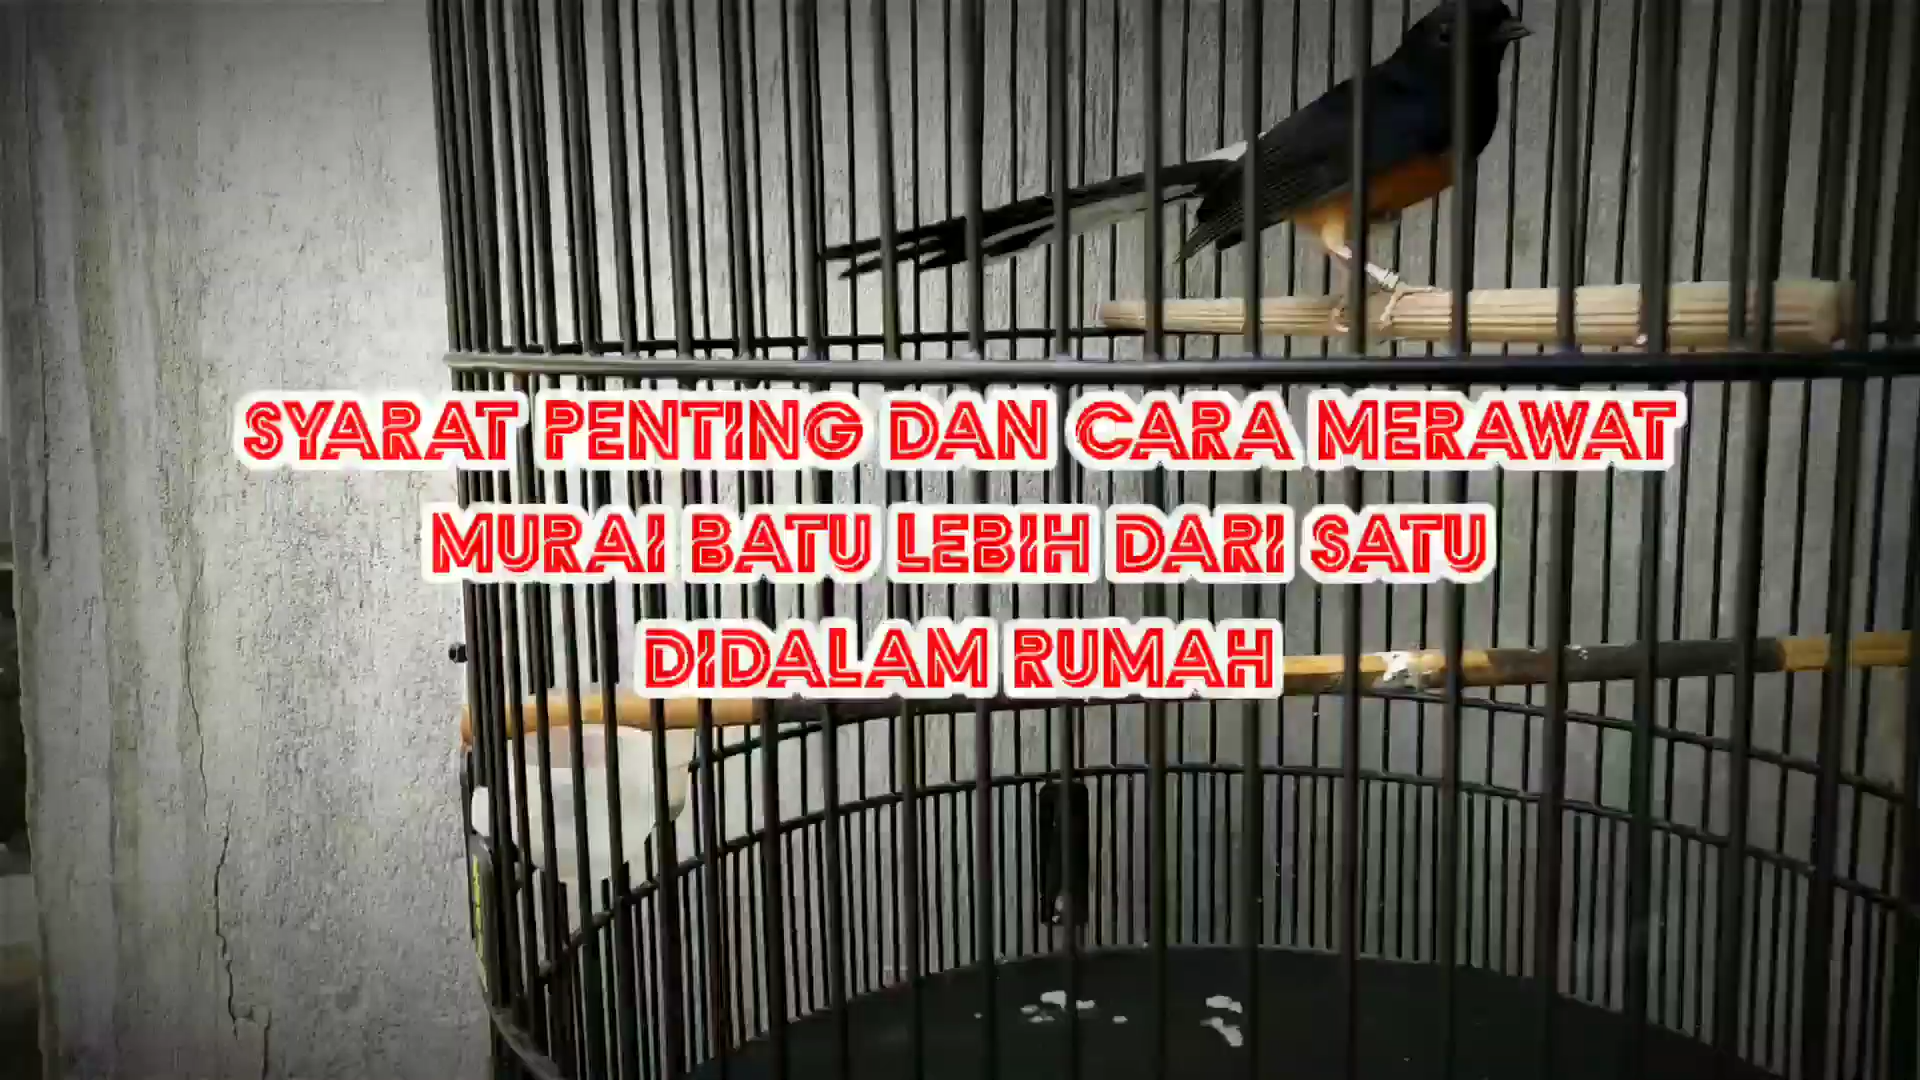 SYARAT PENTING DAN CARA MERAWAT
MURAI BATU LEBIH DARI SATU
DIDALAM RUMAH